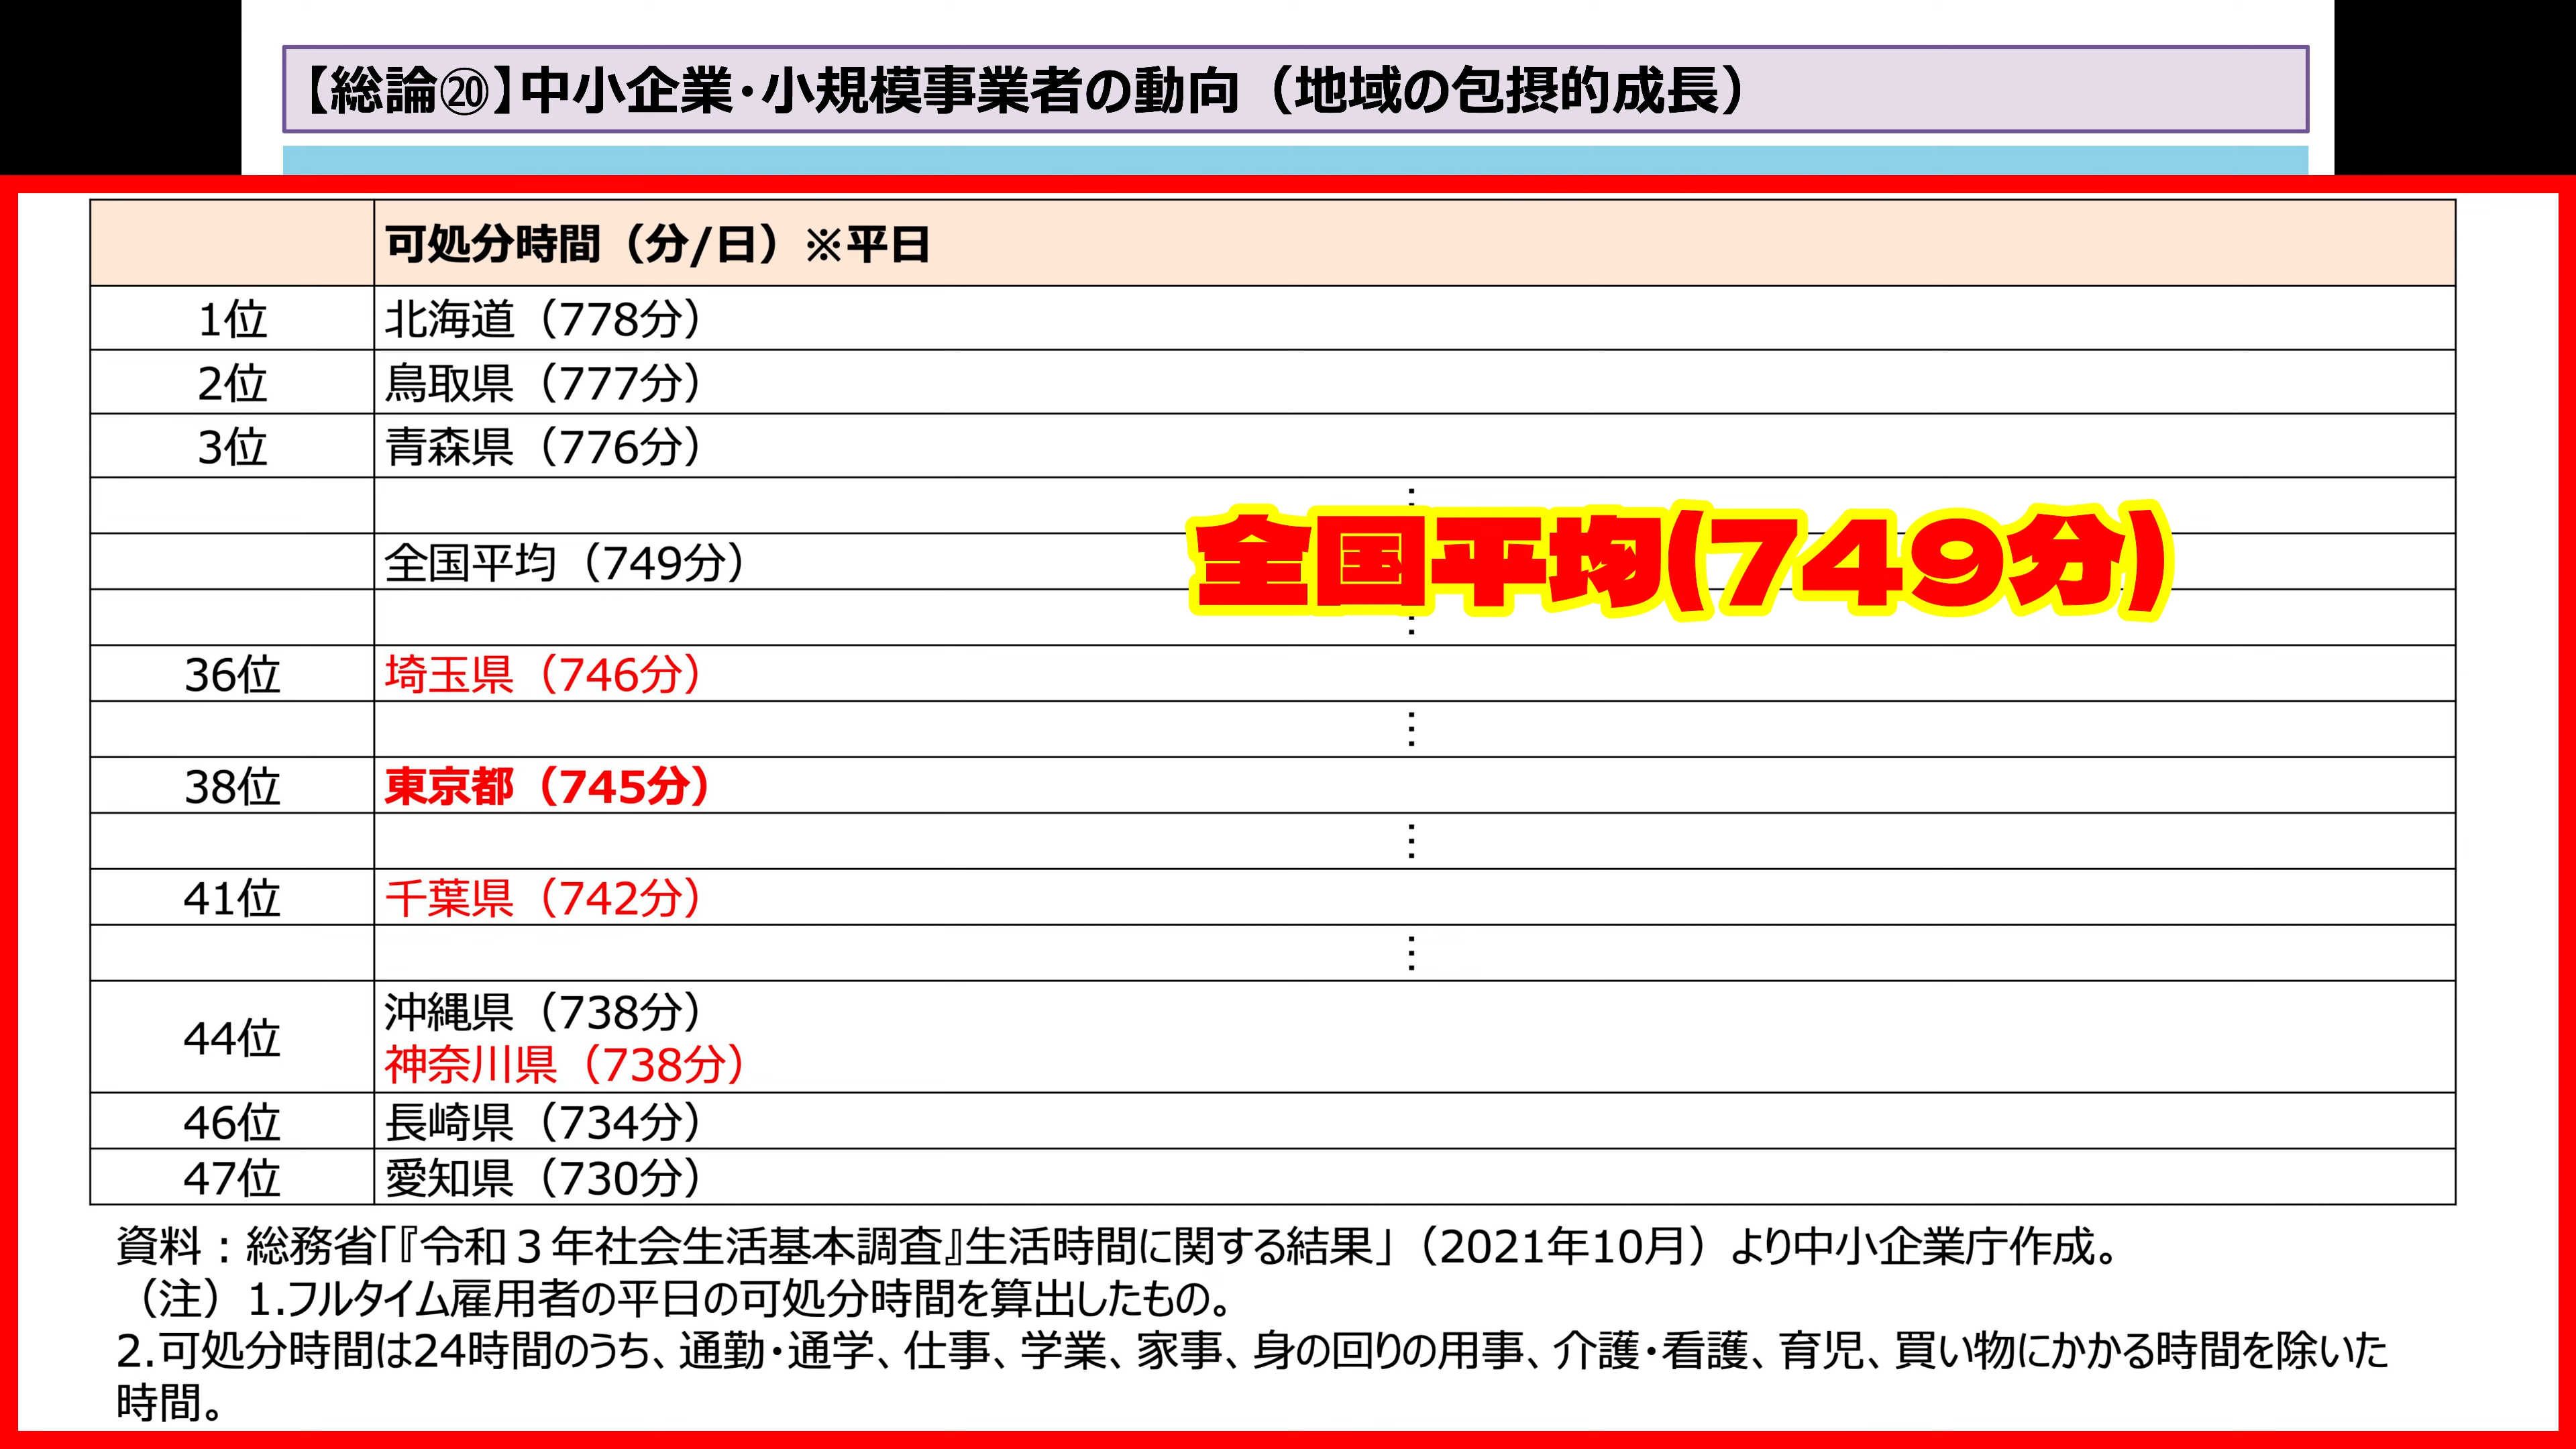 【総論⑳】中小企業・小規模事業者の動向（地域の包摂的成長）
可処分時間（分/日）※平日
1位 北海道（778分）
2位 鳥取県（777分）
3位 青森県（776分）
⋮
全国平均（749分）
全国平均(749分)
⋮
36位 埼玉県（746分）
⋮
38位 東京都（745分）
⋮
41位 千葉県（742分）
⋮
44位 沖縄県（738分）
神奈川県（738分）
46位 長崎県（734分）
47位 愛知県（730分）
資料：総務省「『令和３年社会生活基本調査』生活時間に関する結果」（2021年10月）より中小企業庁作成。
（注）1.フルタイム雇用者の平日の可処分時間を算出したもの。
2.可処分時間は24時間のうち、通勤・通学、仕事、学業、家事、身の回りの用事、介護・看護、育児、買い物にかかる時間を除いた
時間。